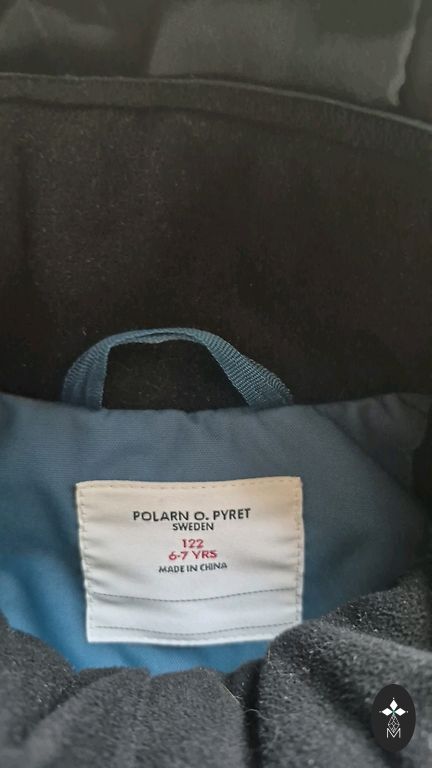 POLARN O. PYRET
SWEDEN
122
6-7 YRS
MADE IN CHINA
M